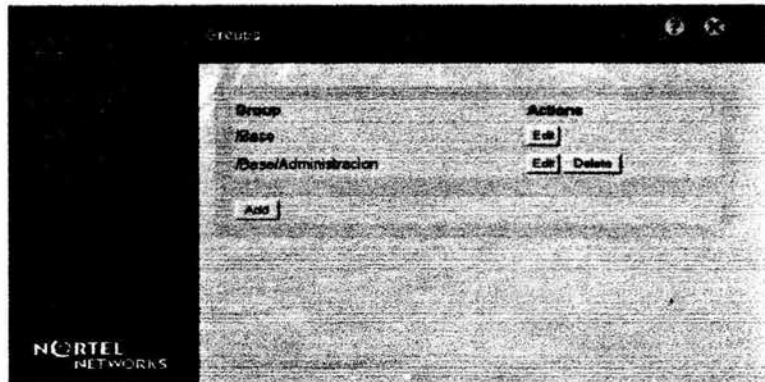 Groups
Group Actions
/Base Edit
/Base/Administracion Edit Delete
Add
NORTEL
NETWORKS